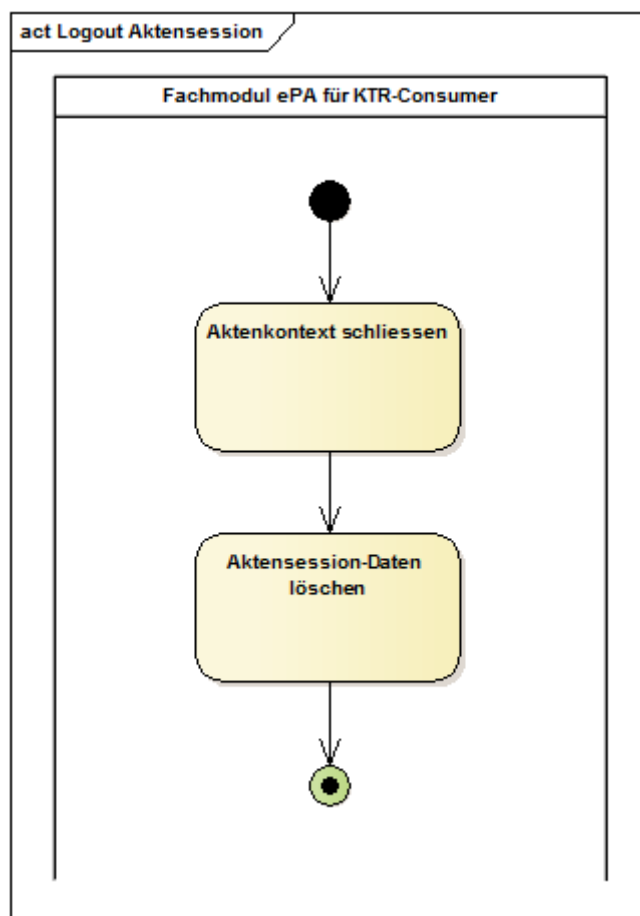 act Logout Aktensession
Fachmodul ePA für KTR-Consumer
Aktenkontext schliessen
Aktensession-Daten
löschen